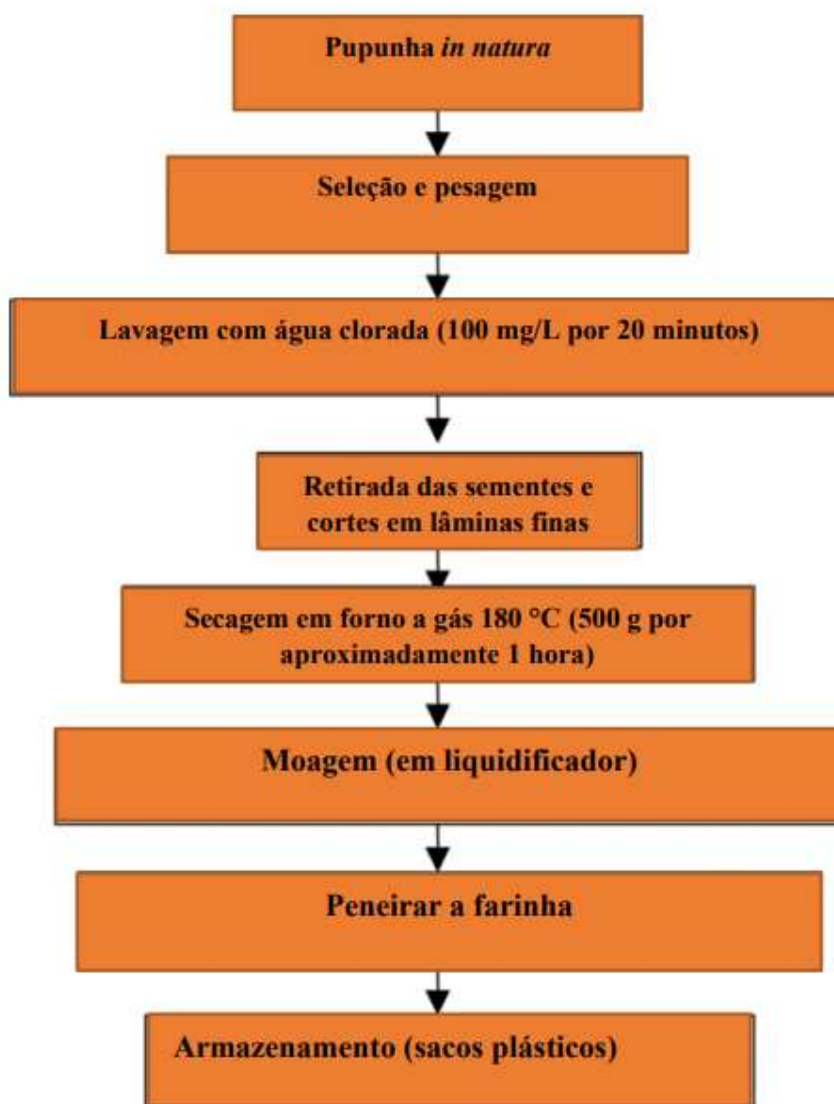 Pupunha in natura
Seleção e pesagem
Lavagem com água clorada (100 mg/L por 20 minutos)
Retirada das sementes e
cortes em lâminas finas
Secagem em forno a gás 180 °C (500 g por
aproximadamente 1 hora)
Moagem (em liquidificador)
Peneirar a farinha
Armazenamento (sacos plásticos)